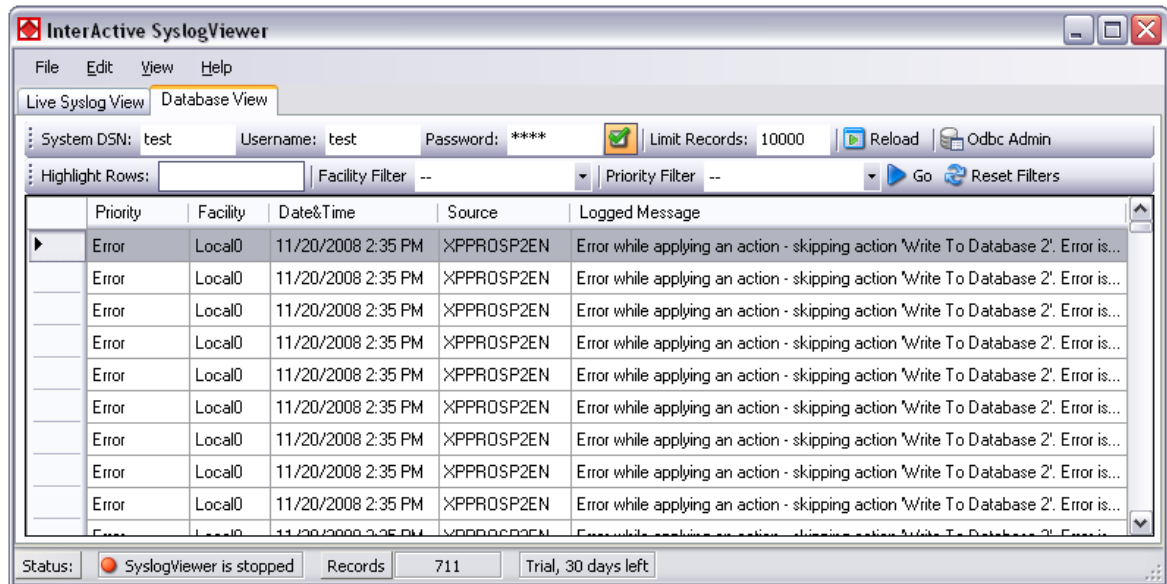 InterActive SyslogViewer
File Edit View Help
Live Syslog View Database View
System DSN: test Username: test Password: **** Limit Records: 10000 Reload Odbc Admin
Highlight Rows: Facility Filter -- Priority Filter -- Go Reset Filters
Priority Facility Date&Time Source Logged Message
Error Local0 11/20/2008 2:35 PM XPPROSP2EN Error while applying an action - skipping action 'Write To Database 2'. Error is...
Error Local0 11/20/2008 2:35 PM XPPROSP2EN Error while applying an action - skipping action 'Write To Database 2'. Error is...
Error Local0 11/20/2008 2:35 PM XPPROSP2EN Error while applying an action - skipping action 'Write To Database 2'. Error is...
Error Local0 11/20/2008 2:35 PM XPPROSP2EN Error while applying an action - skipping action 'Write To Database 2'. Error is...
Error Local0 11/20/2008 2:35 PM XPPROSP2EN Error while applying an action - skipping action 'Write To Database 2'. Error is...
Error Local0 11/20/2008 2:35 PM XPPROSP2EN Error while applying an action - skipping action 'Write To Database 2'. Error is...
Error Local0 11/20/2008 2:35 PM XPPROSP2EN Error while applying an action - skipping action 'Write To Database 2'. Error is...
Error Local0 11/20/2008 2:35 PM XPPROSP2EN Error while applying an action - skipping action 'Write To Database 2'. Error is...
Error Local0 11/20/2008 2:35 PM XPPROSP2EN Error while applying an action - skipping action 'Write To Database 2'. Error is...
Status: SyslogViewer is stopped Records 711 Trial, 30 days left